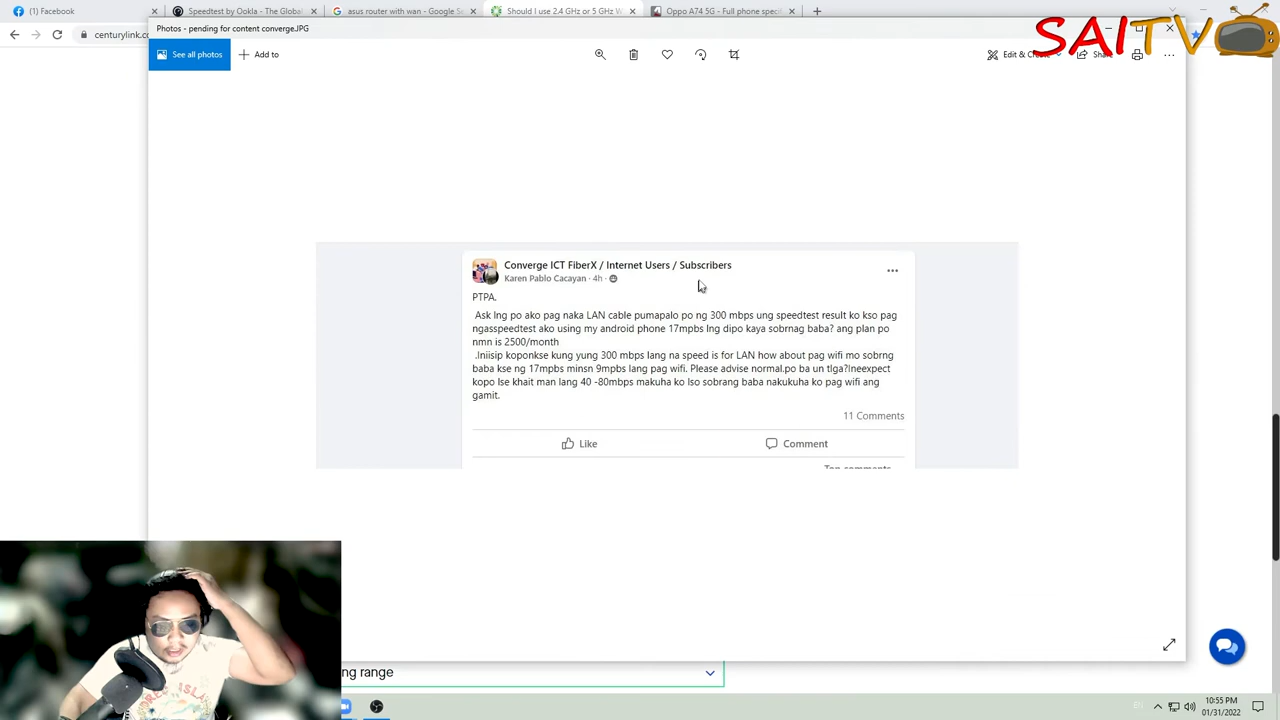 (1) Facebook
Speedtest by Ookla - The Global
asus router with wan - Google Se
Should I use 2.4 GHz or 5 GHz W
Oppo A74 5G - Full phone specif
centurylink.com
Photos - pending for content converge.JPG
SAITV
See all photos
Add to
Edit & Create
Share
Converge ICT FiberX / Internet Users / Subscribers
Karen Pablo Cacayan · 4h ·
PTPA.
Ask lng po ako pag naka LAN cable pumapalo po ng 300 mbps ung speedtest result ko kso pag
ngasspeedtest ako using my android phone 17mpbs lng dipo kaya sobrnag baba? ang plan po
nmn is 2500/month
.Iniisip koponkse kung yung 300 mbps lang na speed is for LAN how about pag wifi mo sobrng
baba kse ng 17mpbs minsn 9mpbs lang pag wifi. Please advise normal.po ba un tlga?Ineexpect
kopo lse khait man lang 40 -80mbps makuha ko lso sobrang baba nakukuha ko pag wifi ang
gamit.
11 Comments
Like
Comment
Top comments
ng range
10:55 PM
01/31/2022